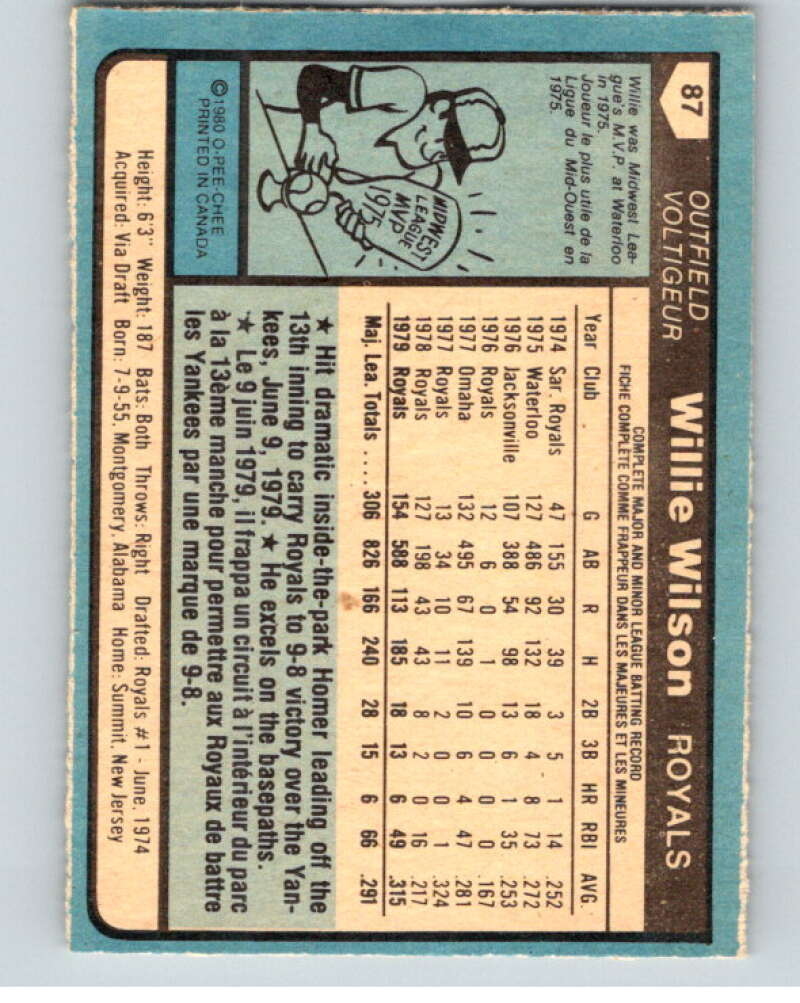 87
OUTFIELD
VOLTIGEUR
Willie Wilson ROYALS
Willie was Midwest Lea-
gue's M.V.P. at Waterloo
in 1975.
Joueur le plus utile de la
Ligue du Mid-Ouest en
1975.
MIDWEST
LEAGUE
MVP
1975
©1980 O-PEE-CHEE
PRINTED IN CANADA
COMPLETE MAJOR AND MINOR LEAGUE BATTING RECORD
FICHE COMPLÈTE COMME FRAPPEUR DANS LES MAJEURES ET LES MINEURES
Year Club G AB R H 2B 3B HR RBI AVG.
1974 Sar. Royals 47 155 30 39 3 5 1 14 .252
1975 Waterloo 127 486 92 132 18 4 8 73 .272
1976 Jacksonville 107 388 54 98 13 6 1 35 .253
1976 Royals 12 6 0 1 0 0 0 0 .167
1977 Omaha 132 495 67 139 10 6 4 47 .281
1977 Royals 13 34 10 11 2 0 0 1 .324
1978 Royals 127 198 43 43 8 2 0 16 .217
1979 Royals 154 588 113 185 18 13 6 49 .315
Maj. Lea. Totals .... 306 826 166 240 28 15 6 66 .291
★ Hit dramatic inside-the-park Homer leading off the
13th inning to carry Royals to 9-8 victory over the Yan-
kees, June 9, 1979. ★ He excels on the basepaths.
★ Le 9 juin 1979, il frappa un circuit à l'intérieur du parc
à la 13ème manche pour permettre aux Royaux de battre
les Yankees par une marque de 9-8.
Height: 6'3" Weight: 187 Bats: Both Throws: Right Drafted: Royals #1 - June, 1974
Acquired: Via Draft Born: 7-9-55, Montgomery, Alabama Home: Summit, New Jersey